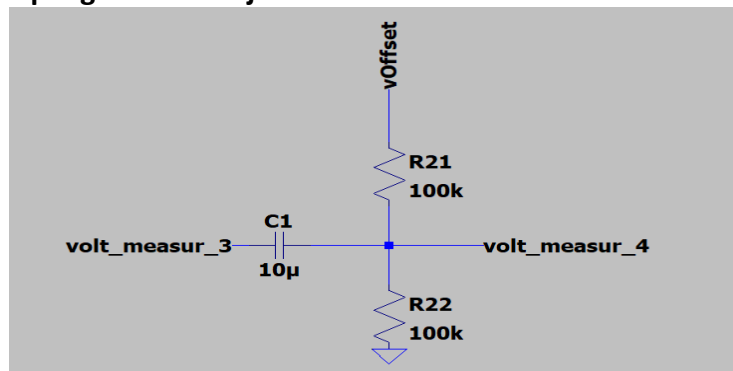 vOffset
R21
100k
C1
volt_measur_3
volt_measur_4
10µ
R22
100k